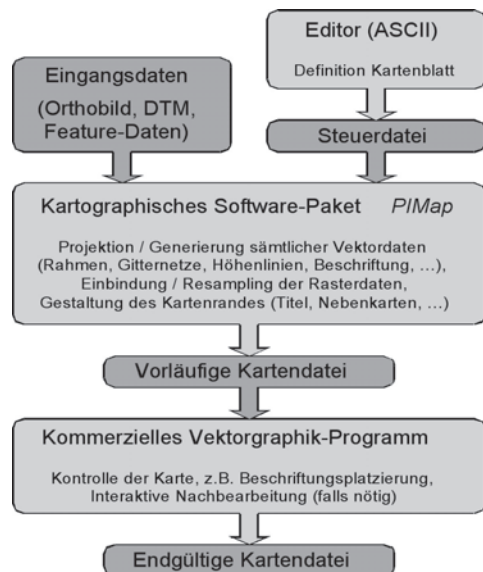 Editor (ASCII)
Definition Kartenblatt
Eingangsdaten
(Orthobild, DTM,
Feature-Daten)
Steuerdatei
Kartographisches Software-Paket PIMap
Projektion / Generierung sämtlicher Vektordaten
(Rahmen, Gitternetze, Höhenlinien, Beschriftung, ...),
Einbindung / Resampling der Rasterdaten,
Gestaltung des Kartenrandes (Titel, Nebenkarten, ...)
Vorläufige Kartendatei
Kommerzielles Vektorgraphik-Programm
Kontrolle der Karte, z.B. Beschriftungsplatzierung,
Interaktive Nachbearbeitung (falls nötig)
Endgültige Kartendatei